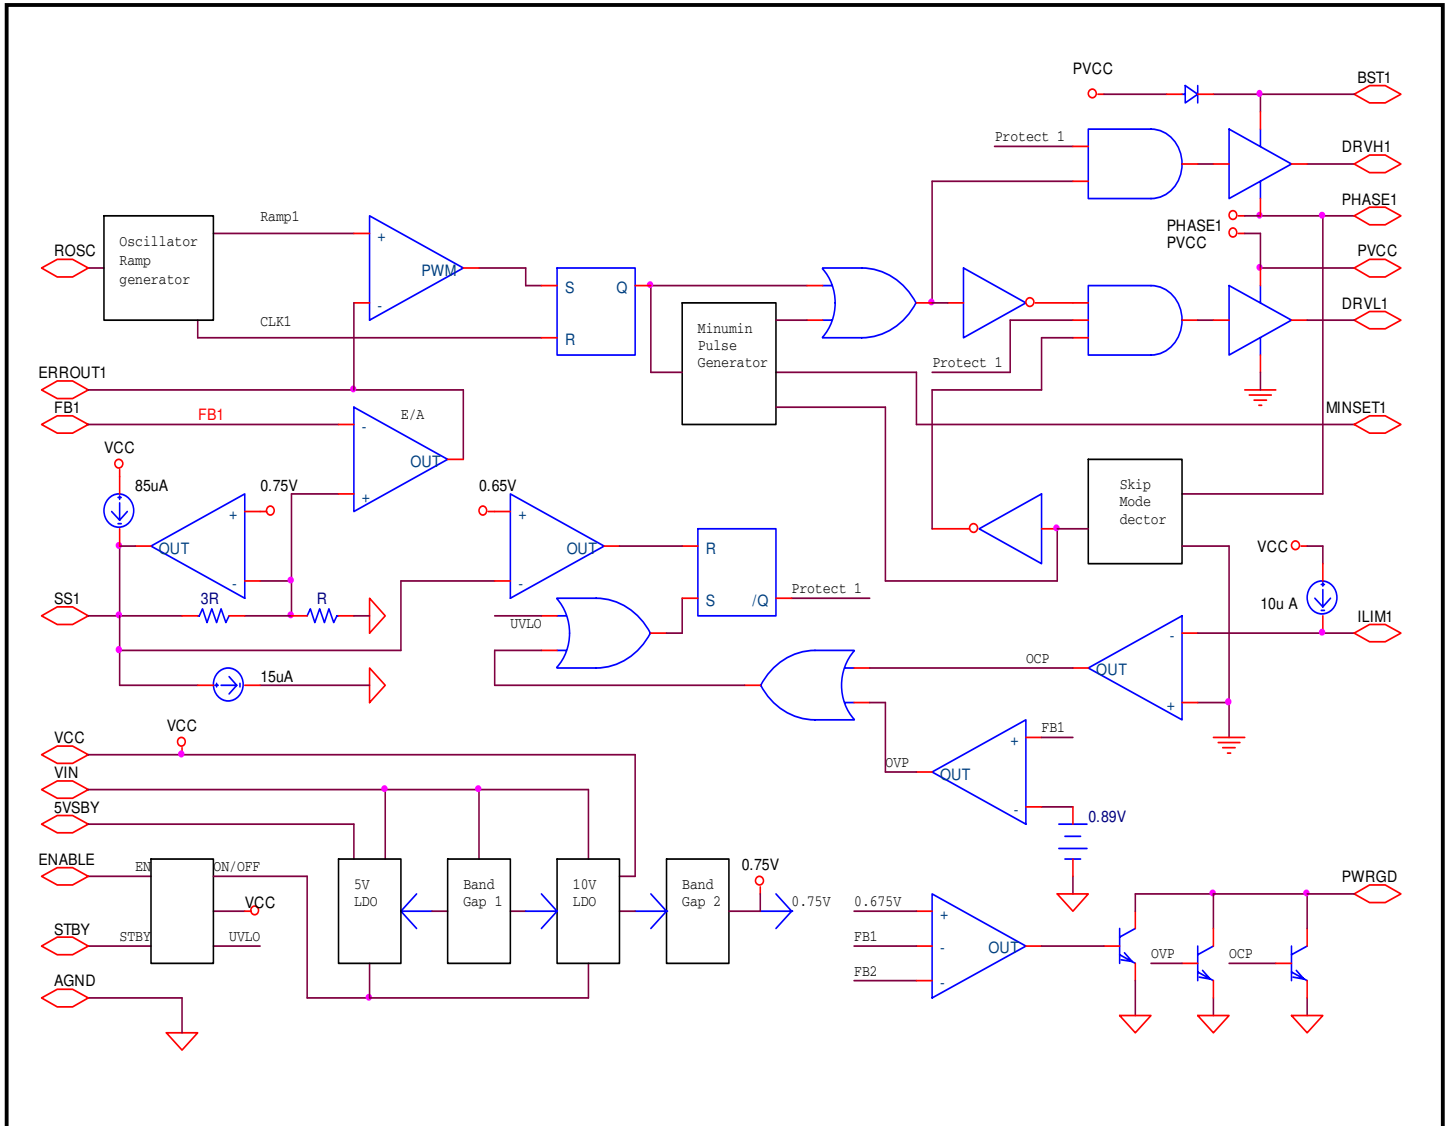 PVCC
BST1
Protect 1
DRVH1
Ramp1
PHASE1
Oscillator
Ramp
generator
+
PHASE1
PVCC
ROSC
PWM
PVCC
S
Q
-
CLK1
Minumin
Pulse
Generator
DRVL1
R
Protect 1
ERROUT1
FB1
FB1
E/A
MINSET1
-
OUT
VCC
85uA
0.75V
+
0.65V
+
+
Skip
Mode
dector
OUT
OUT
R
VCC
-
-
Protect 1
SS1
3R
R
S
/Q
10u A
ILIM1
UVLO
-
OCP
OUT
15uA
+
VCC
VCC
FB1
+
VIN
OVP
OUT
5VSBY
-
0.89V
ENABLE
EN
ON/OFF
5V
LDO
Band
Gap 1
10V
LDO
Band
Gap 2
0.75V
PWRGD
VCC
0.75V
0.675V
+
STBY
STBY
UVLO
FB1
-
OUT
OVP
OCP
FB2
-
AGND